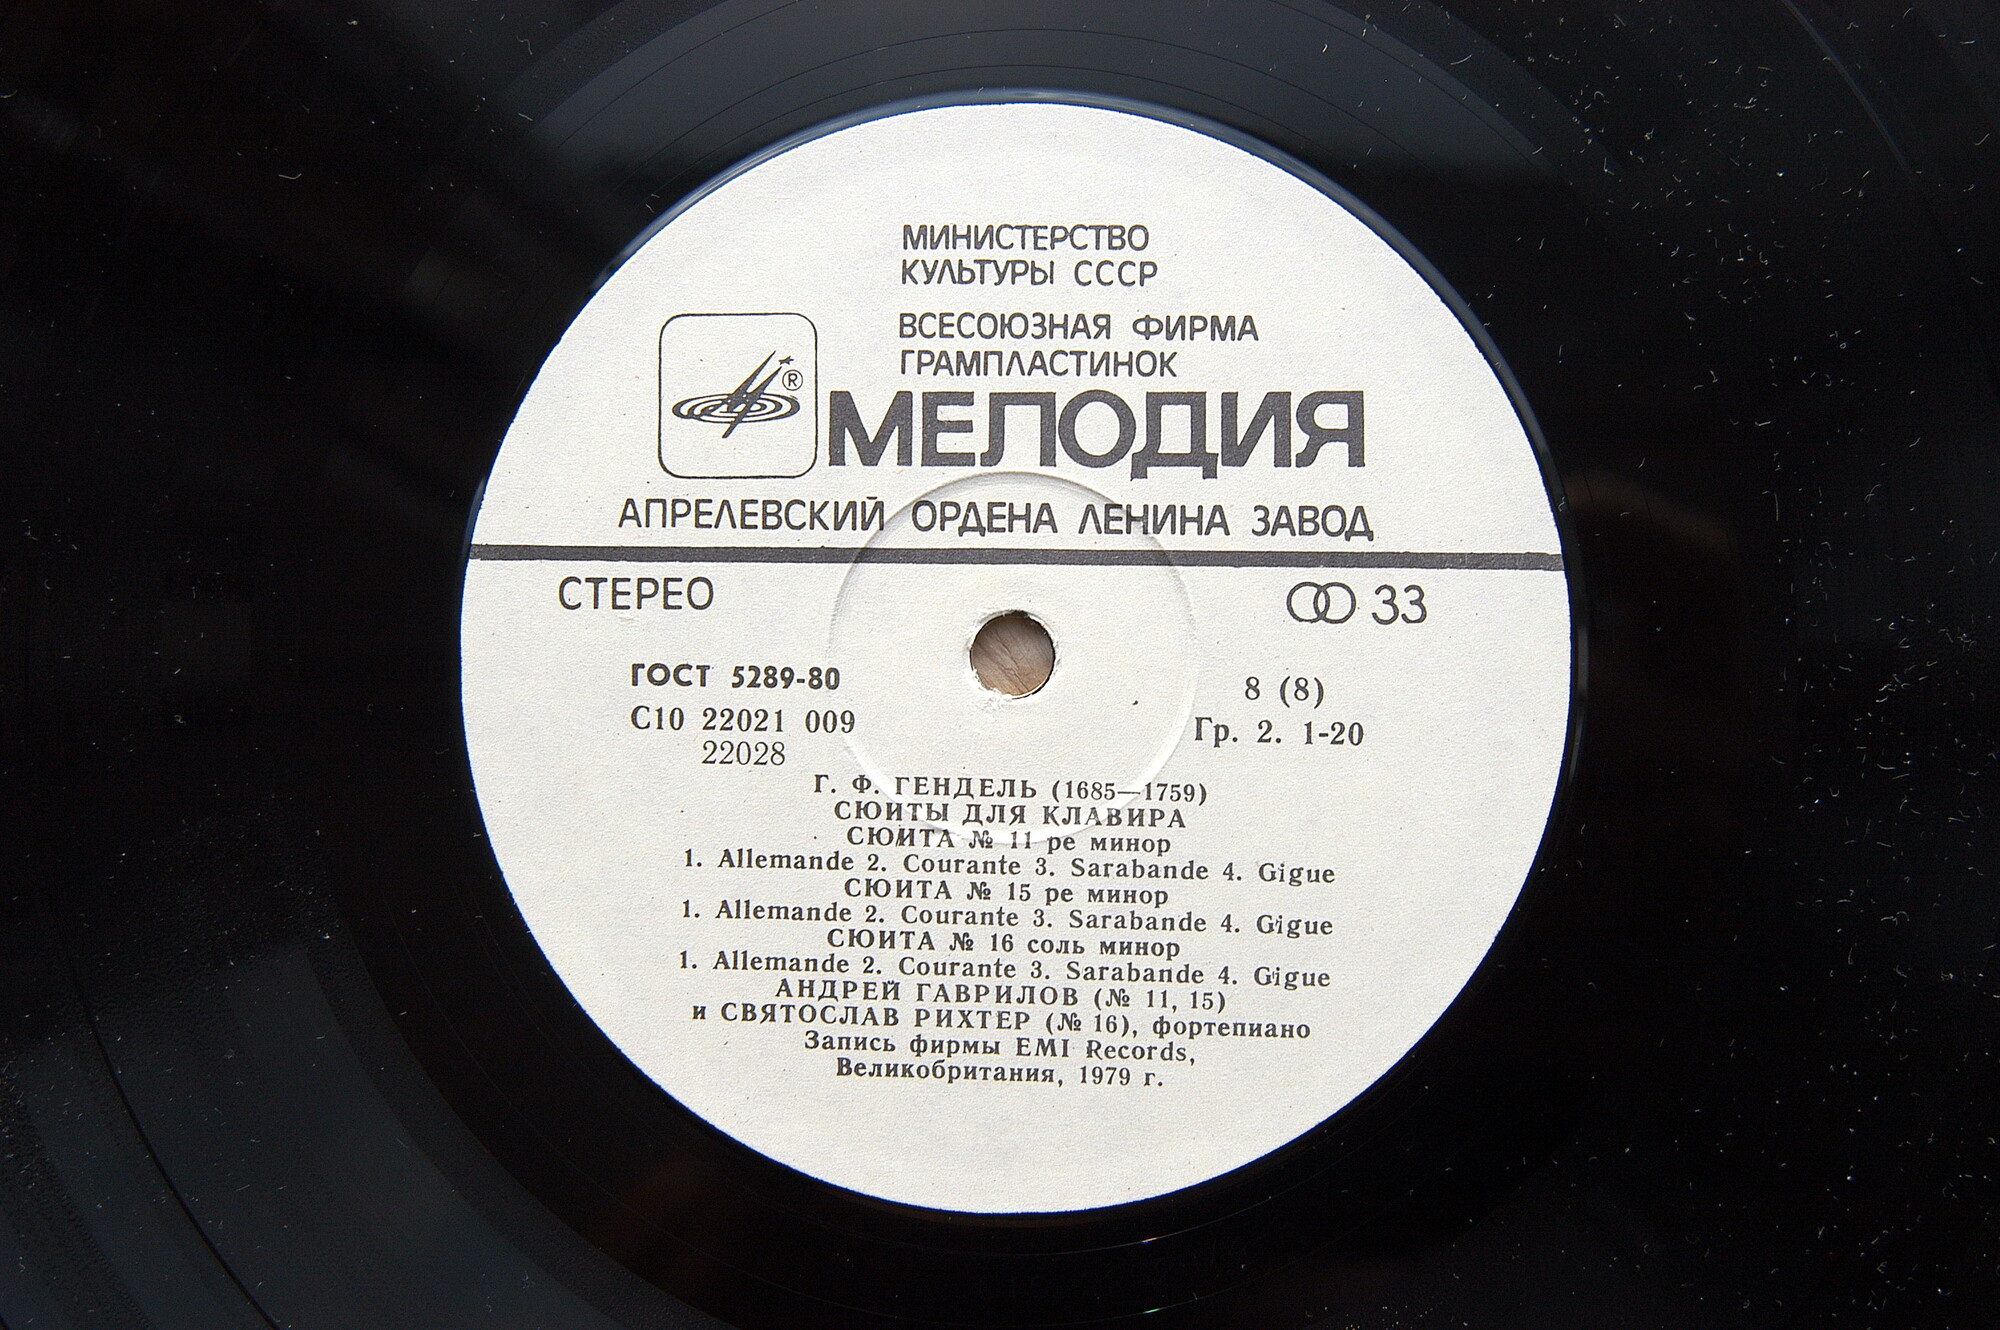 МИНИСТЕРСТВО
КУЛЬТУРЫ СССР
ВСЕСОЮЗНАЯ ФИРМА
ГРАМПЛАСТИНОК
®
МЕЛОДИЯ
АПРЕЛЕВСКИЙ ОРДЕНА ЛЕНИНА ЗАВОД
СТЕРЕО
33
ГОСТ 5289-80
8 (8)
С10 22021 009
Гр. 2. 1-20
22028
Г. Ф. ГЕНДЕЛЬ (1685—1759)
СЮИТЫ ДЛЯ КЛАВИРА
СЮИТА № 11 ре минор
1. Allemande 2. Courante 3. Sarabande 4. Gigue
СЮИТА № 15 ре минор
1. Allemande 2. Courante 3. Sarabande 4. Gigue
СЮИТА № 16 соль минор
1. Allemande 2. Courante 3. Sarabande 4. Gigue
АНДРЕЙ ГАВРИЛОВ (№ 11, 15)
и СВЯТОСЛАВ РИХТЕР (№ 16), фортепиано
Запись фирмы EMI Records,
Великобритания, 1979 г.